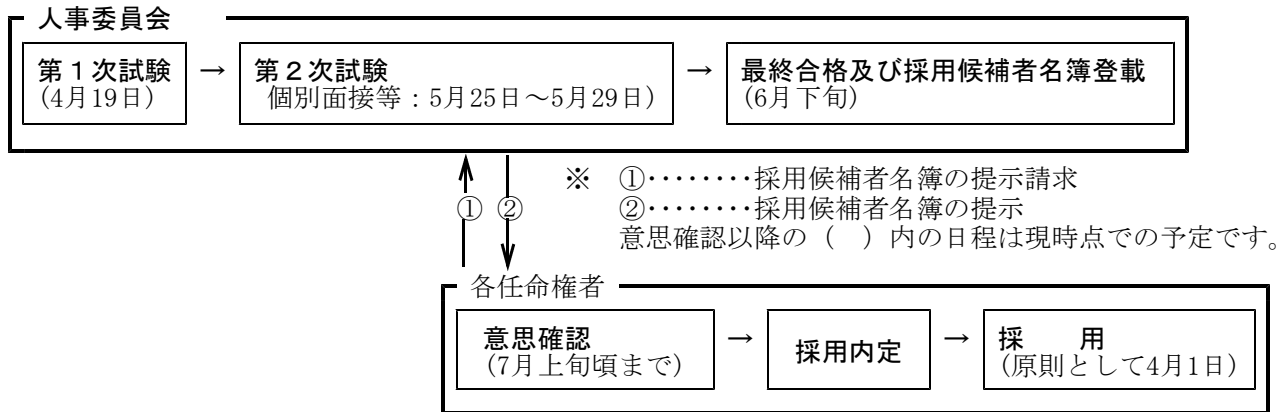 人事委員会
第１次試験
(4月19日)
→
第２次試験
個別面接等：5月25日～5月29日)
→
最終合格及び採用候補者名簿登載
(6月下旬)
① ②
※ ①････････採用候補者名簿の提示請求
②････････採用候補者名簿の提示
意思確認以降の（ ）内の日程は現時点での予定です。
各任命権者
意思確認
(7月上旬頃まで)
→
採用内定
→
採 用
(原則として4月1日)